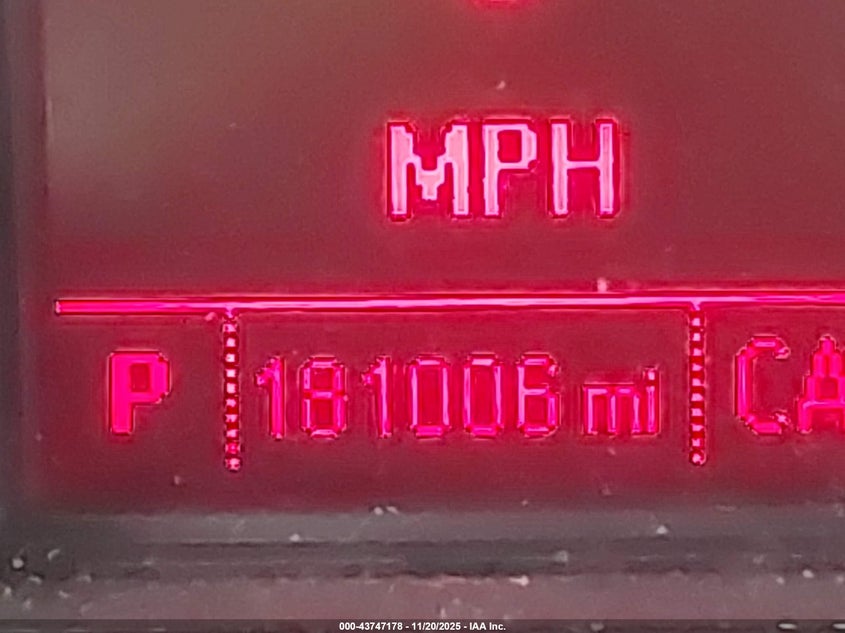 MPH
P 181006 mi CA
000-43747178 - 11/20/2025 - IAA Inc.